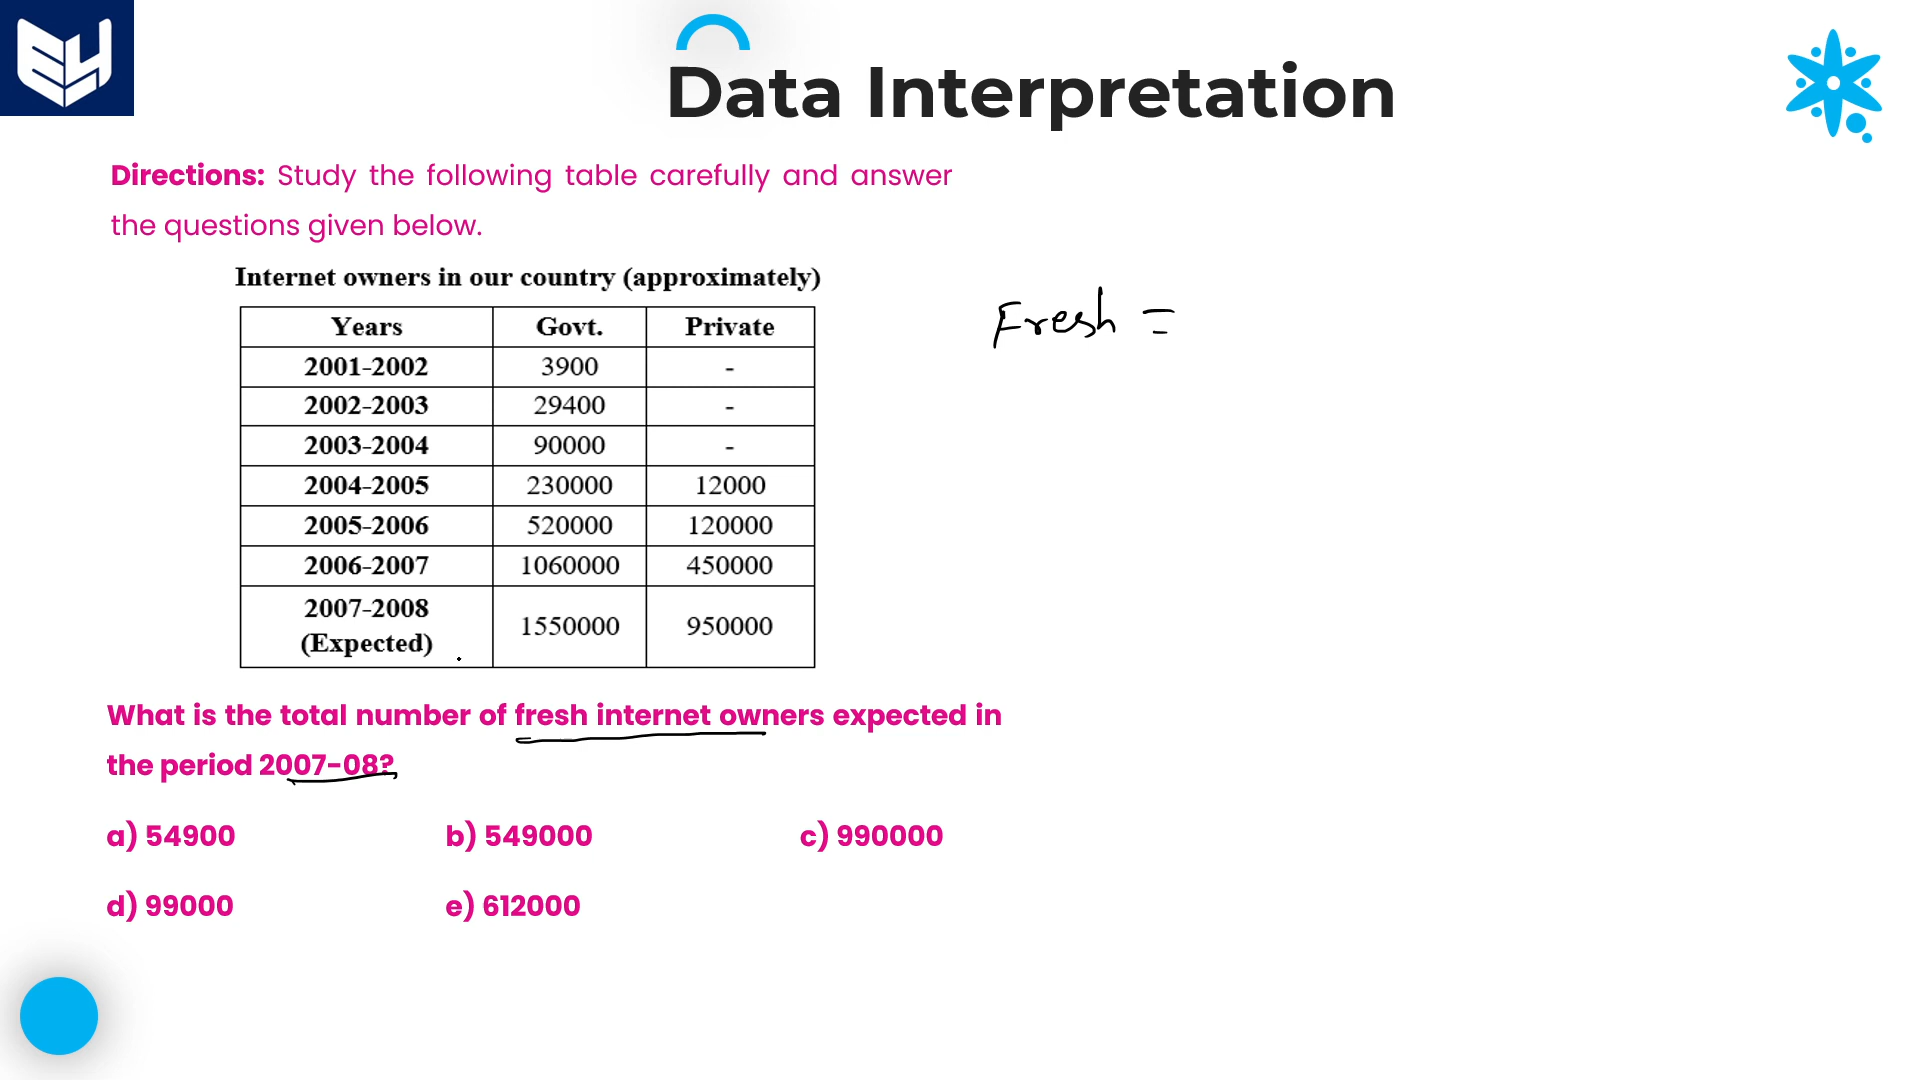 Data Interpretation
Directions: Study the following table carefully and answer
the questions given below.
Internet owners in our country (approximately)
Years Govt. Private
2001-2002 3900 -
2002-2003 29400 -
2003-2004 90000 -
2004-2005 230000 12000
2005-2006 520000 120000
2006-2007 1060000 450000
2007-2008
(Expected) 1550000 950000
Fresh =
What is the total number of fresh internet owners expected in
the period 2007-08?
a) 54900 b) 549000 c) 990000
d) 99000 e) 612000